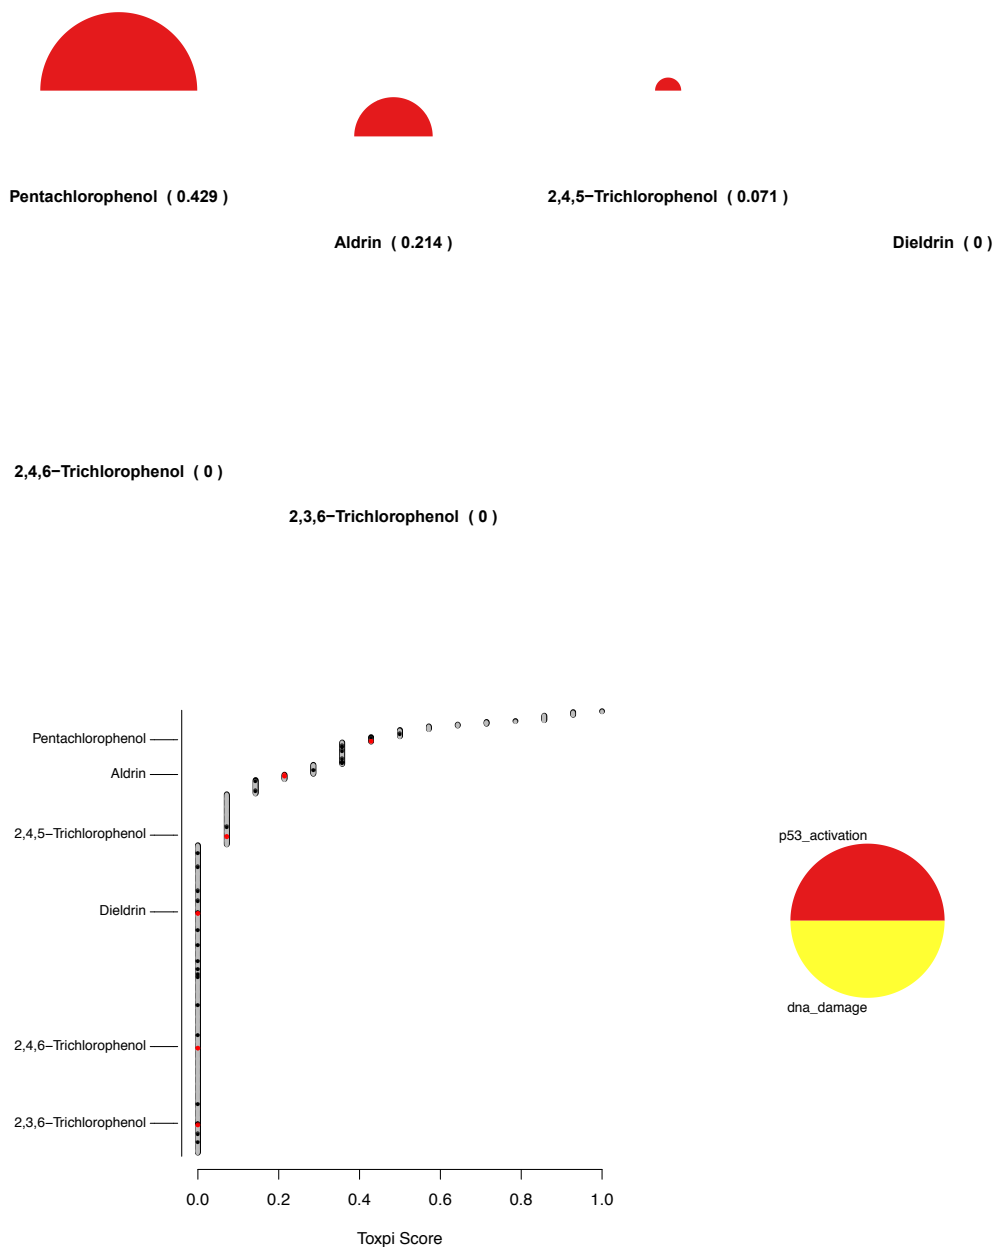 Pentachlorophenol ( 0.429 )
2,4,5−Trichlorophenol ( 0.071 )
Aldrin ( 0.214 )
Dieldrin ( 0 )
2,4,6−Trichlorophenol ( 0 )
2,3,6−Trichlorophenol ( 0 )
Pentachlorophenol
Aldrin
2,4,5−Trichlorophenol
Dieldrin
2,4,6−Trichlorophenol
2,3,6−Trichlorophenol
0.0 0.2 0.4 0.6 0.8 1.0
Toxpi Score
p53_activation
dna_damage